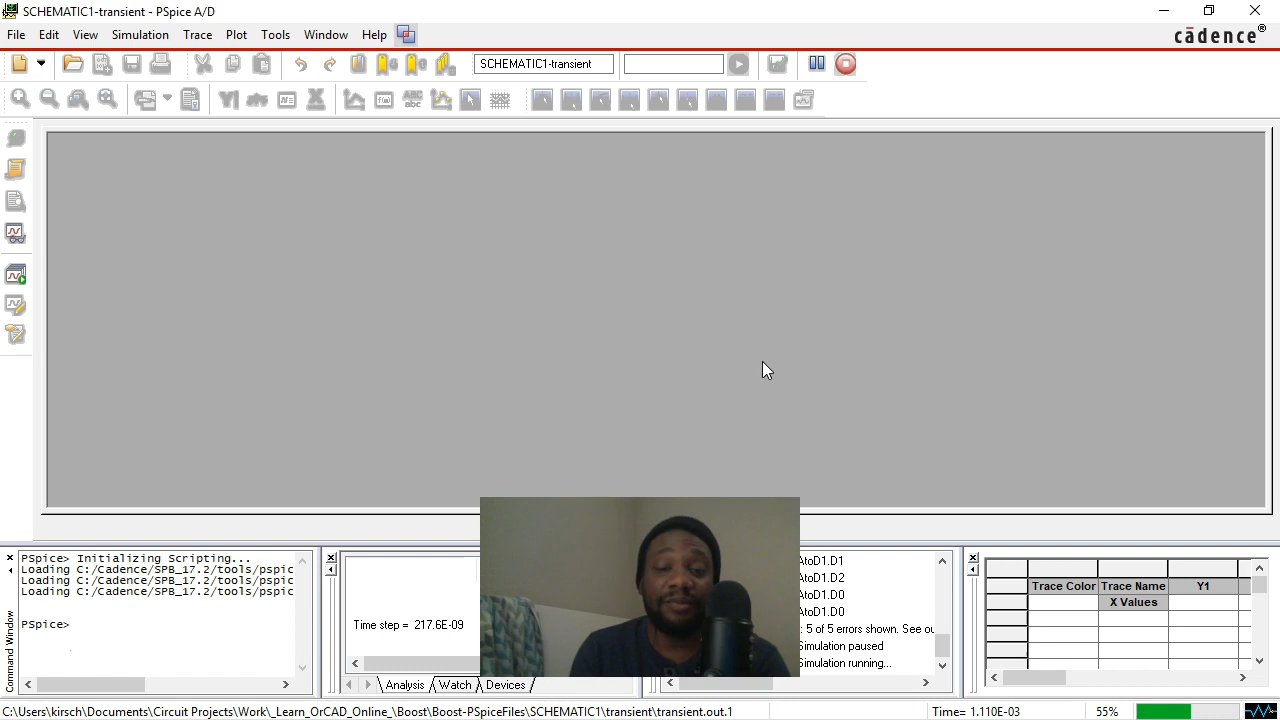 SCHEMATIC1-transient - PSpice A/D
File Edit View Simulation Trace Plot Tools Window Help
cādence®
SCHEMATIC1-transient
PSpice> Initializing Scripting...
Loading C:/Cadence/SPB_17.2/tools/pspic
Loading C:/Cadence/SPB_17.2/tools/pspic
Loading C:/Cadence/SPB_17.2/tools/pspic
PSpice>
Command Window
Time step = 217.6E-09
Analysis Watch Devices
AtoD1.D1
AtoD1.D2
AtoD1.D0
AtoD1.D0
: 5 of 5 errors shown. See ou
Simulation paused
Simulation running...
Trace Color Trace Name Y1
X Values
C:\Users\kirsch\Documents\Circuit Projects\Work\_Learn_OrCAD_Online_\Boost\Boost-PSpiceFiles\SCHEMATIC1\transient\transient.out.1
Time= 1.110E-03
55%